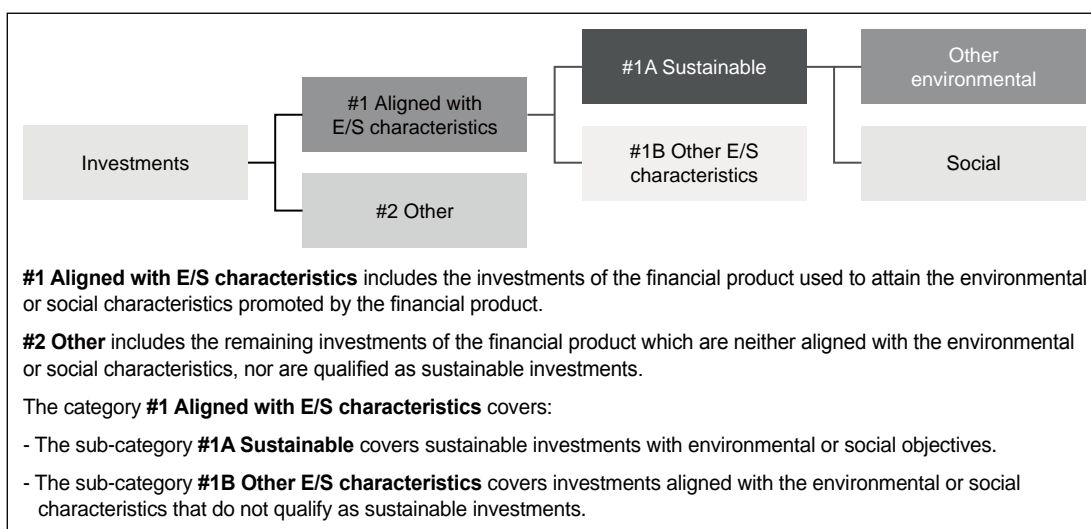 #1A Sustainable
Other
environmental
#1 Aligned with
E/S characteristics
Investments
#1B Other E/S
characteristics
Social
#2 Other
#1 Aligned with E/S characteristics includes the investments of the financial product used to attain the environmental
or social characteristics promoted by the financial product.
#2 Other includes the remaining investments of the financial product which are neither aligned with the environmental
or social characteristics, nor are qualified as sustainable investments.
The category #1 Aligned with E/S characteristics covers:
- The sub-category #1A Sustainable covers sustainable investments with environmental or social objectives.
- The sub-category #1B Other E/S characteristics covers investments aligned with the environmental or social
characteristics that do not qualify as sustainable investments.